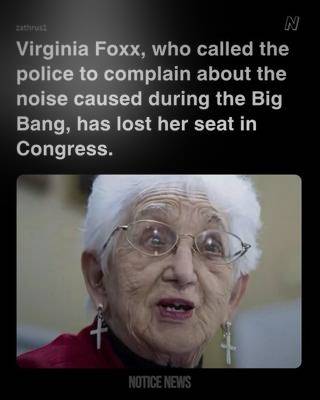 zathrus1
N
Virginia Foxx, who called the
police to complain about the
noise caused during the Big
Bang, has lost her seat in
Congress.
NOTICE NEWS